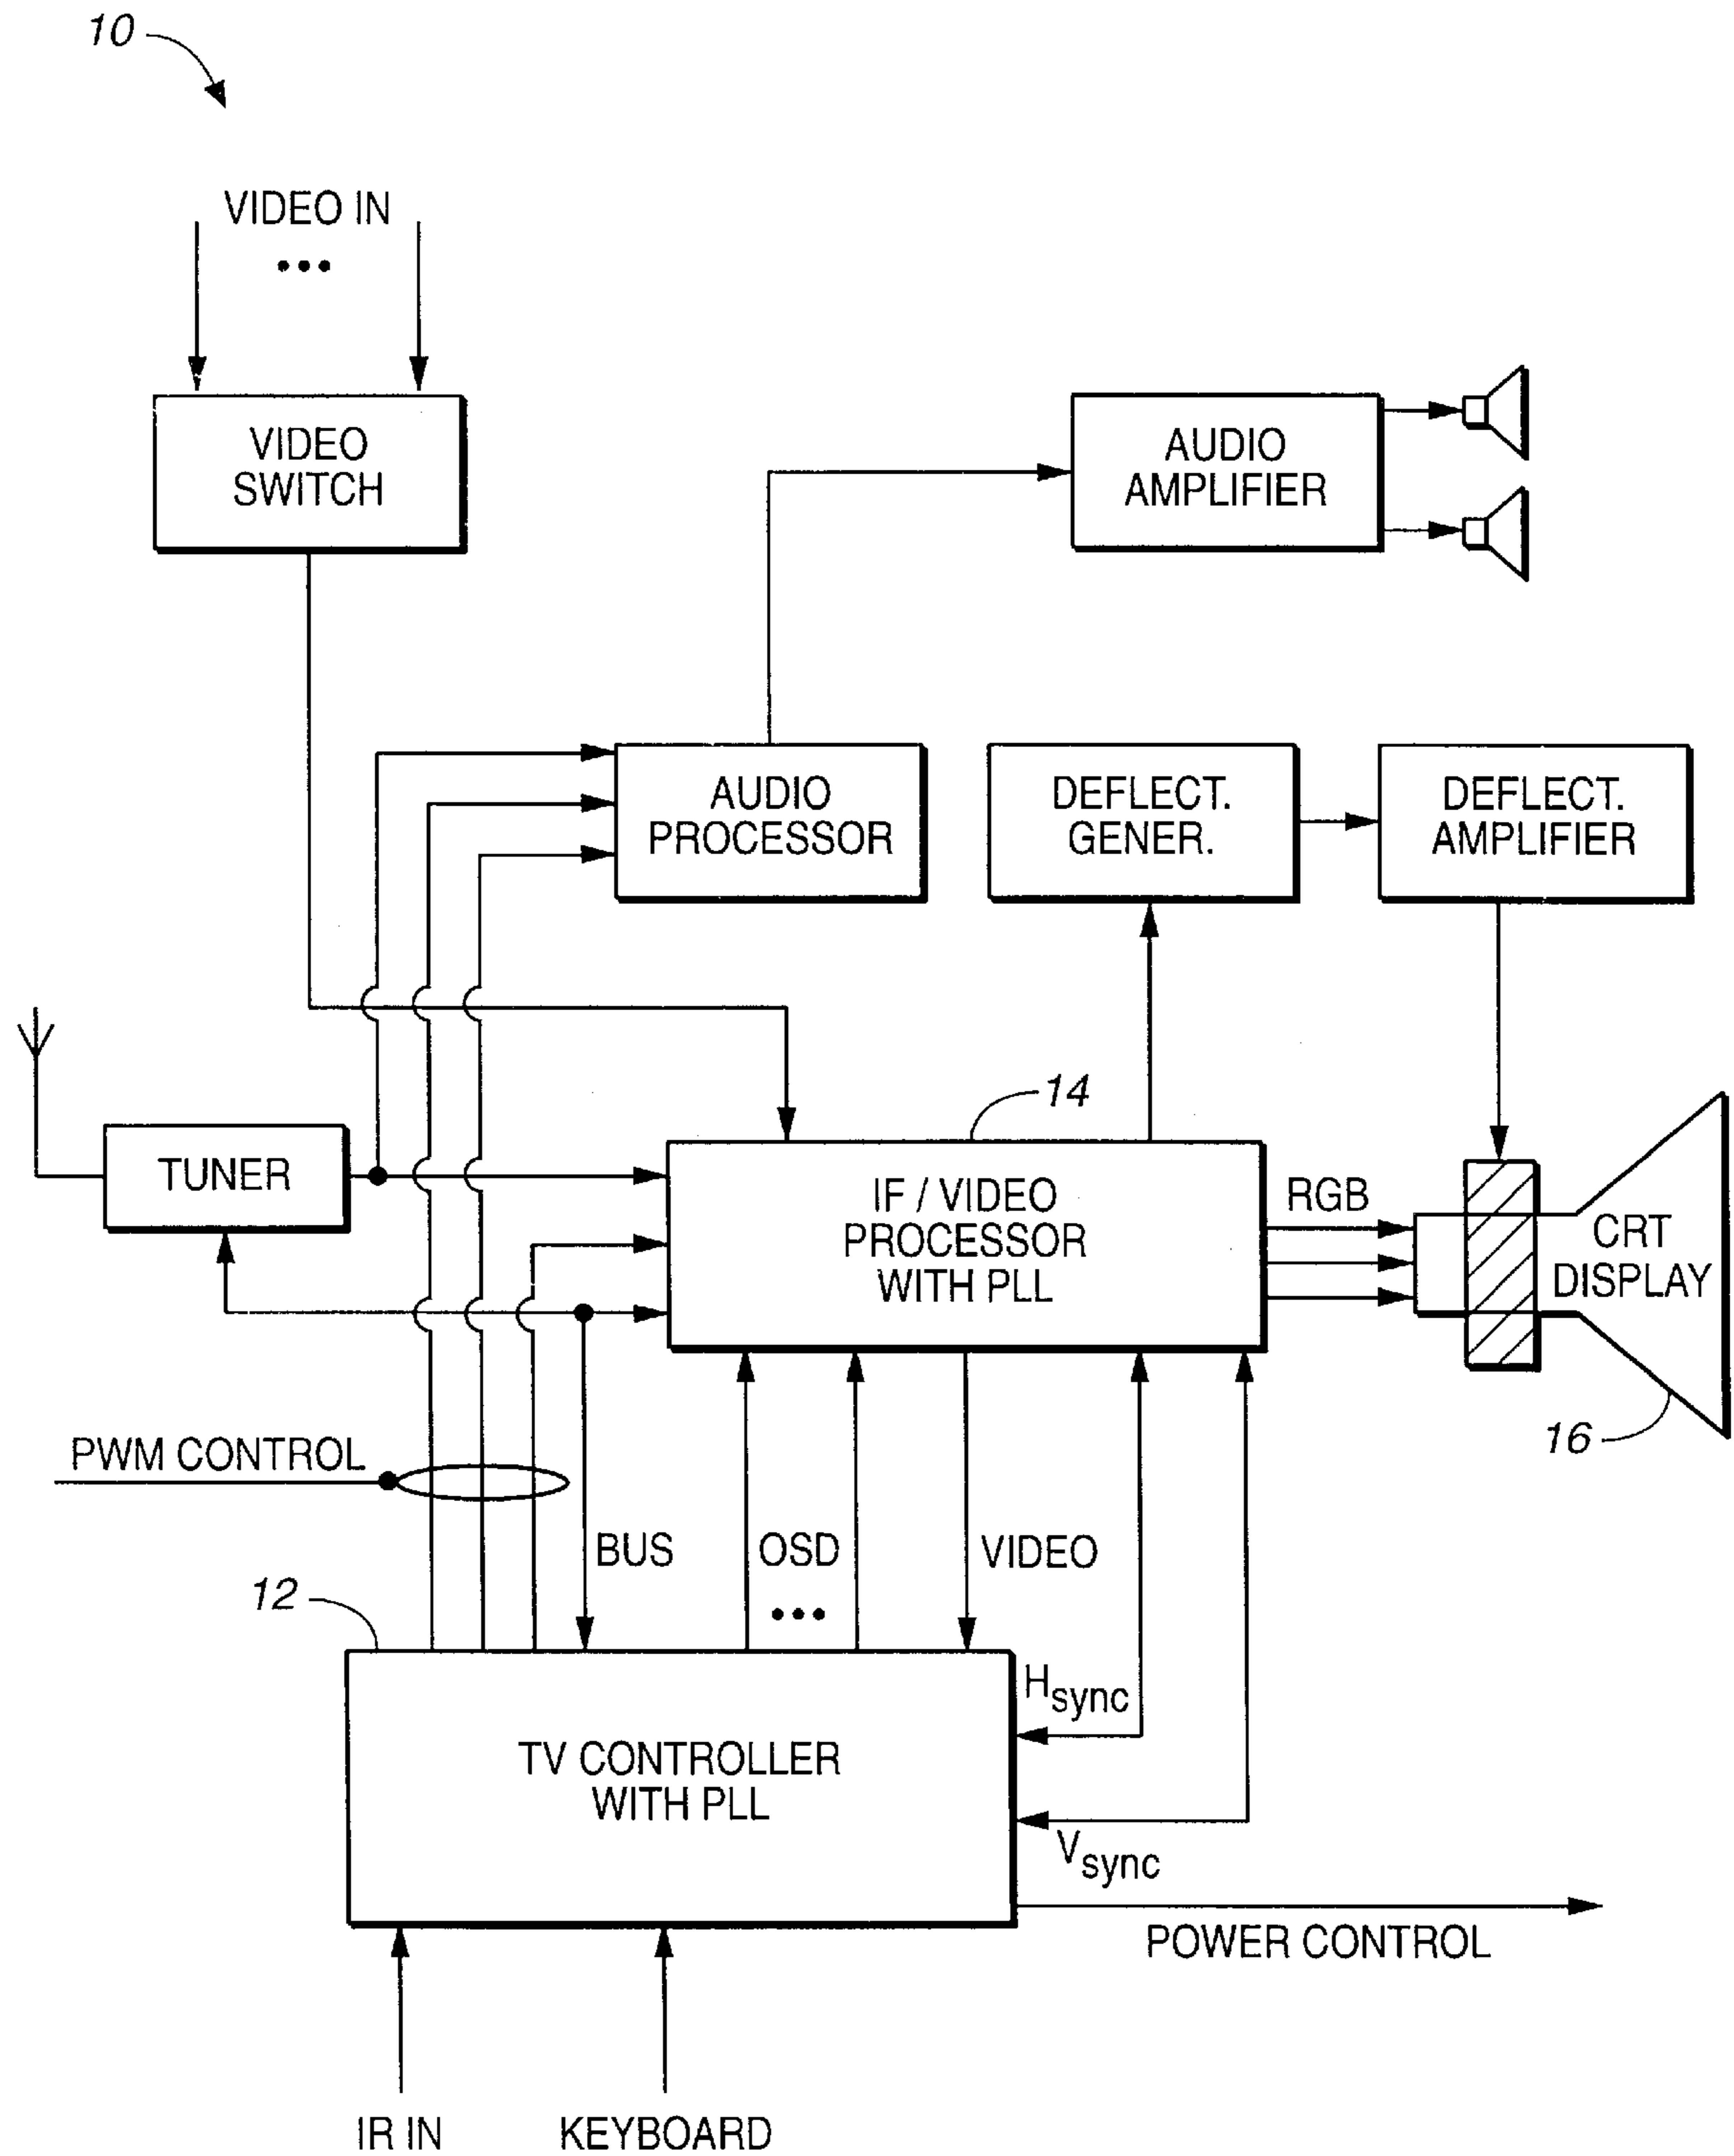 10
VIDEO IN
•••
VIDEO
SWITCH
AUDIO
AMPLIFIER
AUDIO
PROCESSOR
DEFLECT.
GENER.
DEFLECT.
AMPLIFIER
14
TUNER
IF / VIDEO
PROCESSOR
WITH PLL
RGB
CRT
DISPLAY
16
PWM CONTROL
BUS
OSD
•••
VIDEO
12
Hsync
TV CONTROLLER
WITH PLL
Vsync
POWER CONTROL
IR IN
KEYBOARD